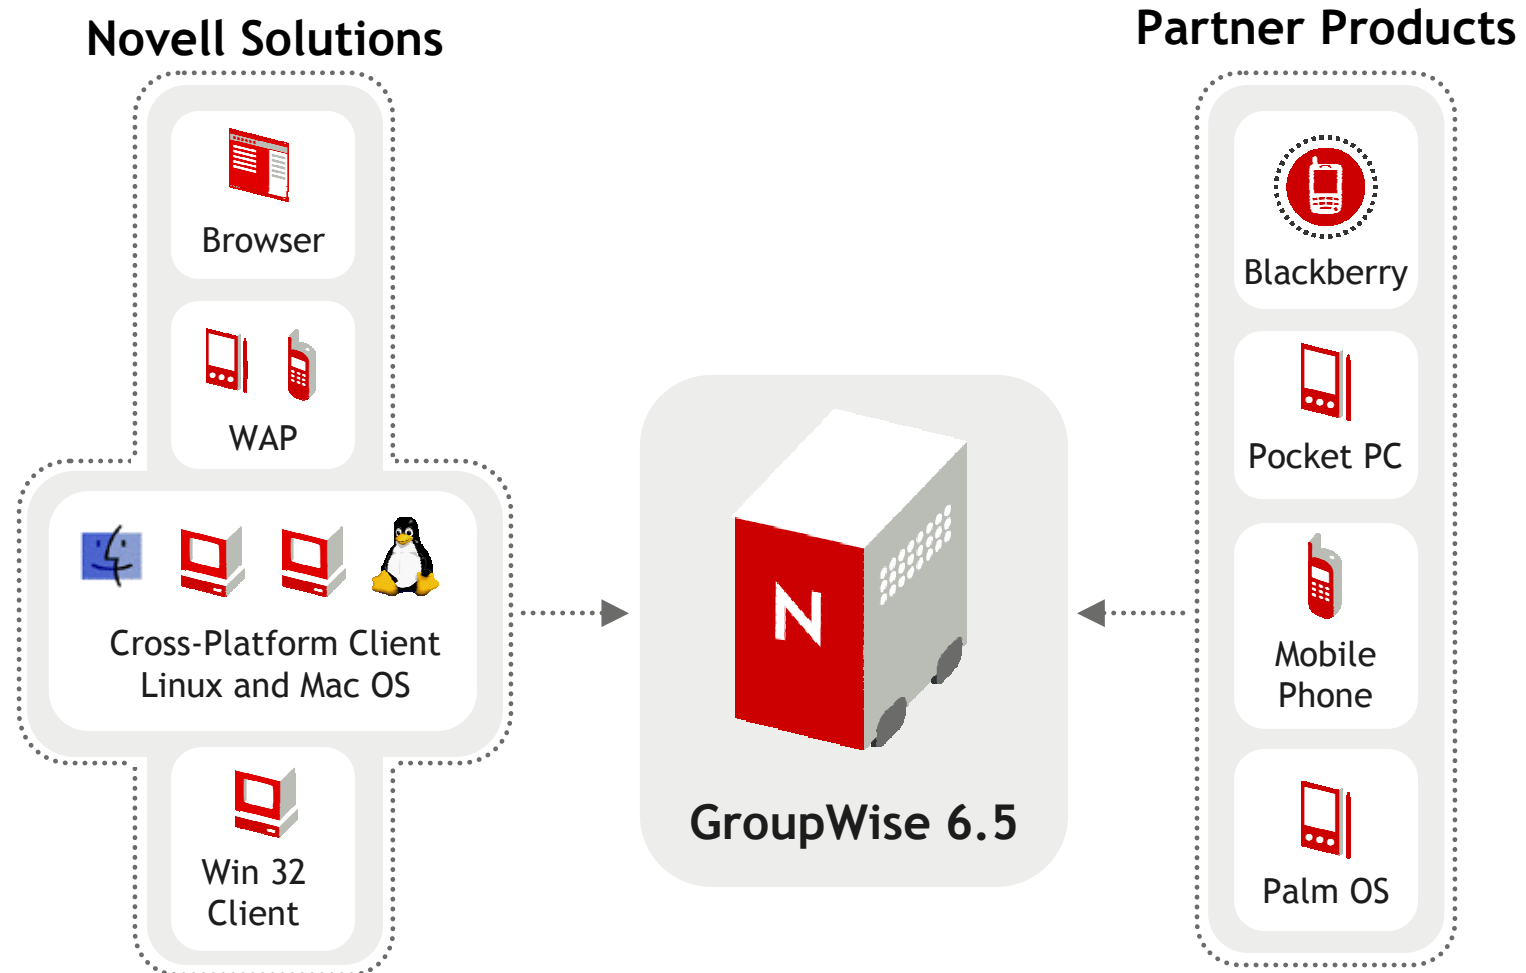 Novell Solutions
Browser
WAP
Cross-Platform Client
Linux and Mac OS
Win 32
Client
N
GroupWise 6.5
Partner Products
Blackberry
Pocket PC
Mobile
Phone
Palm OS